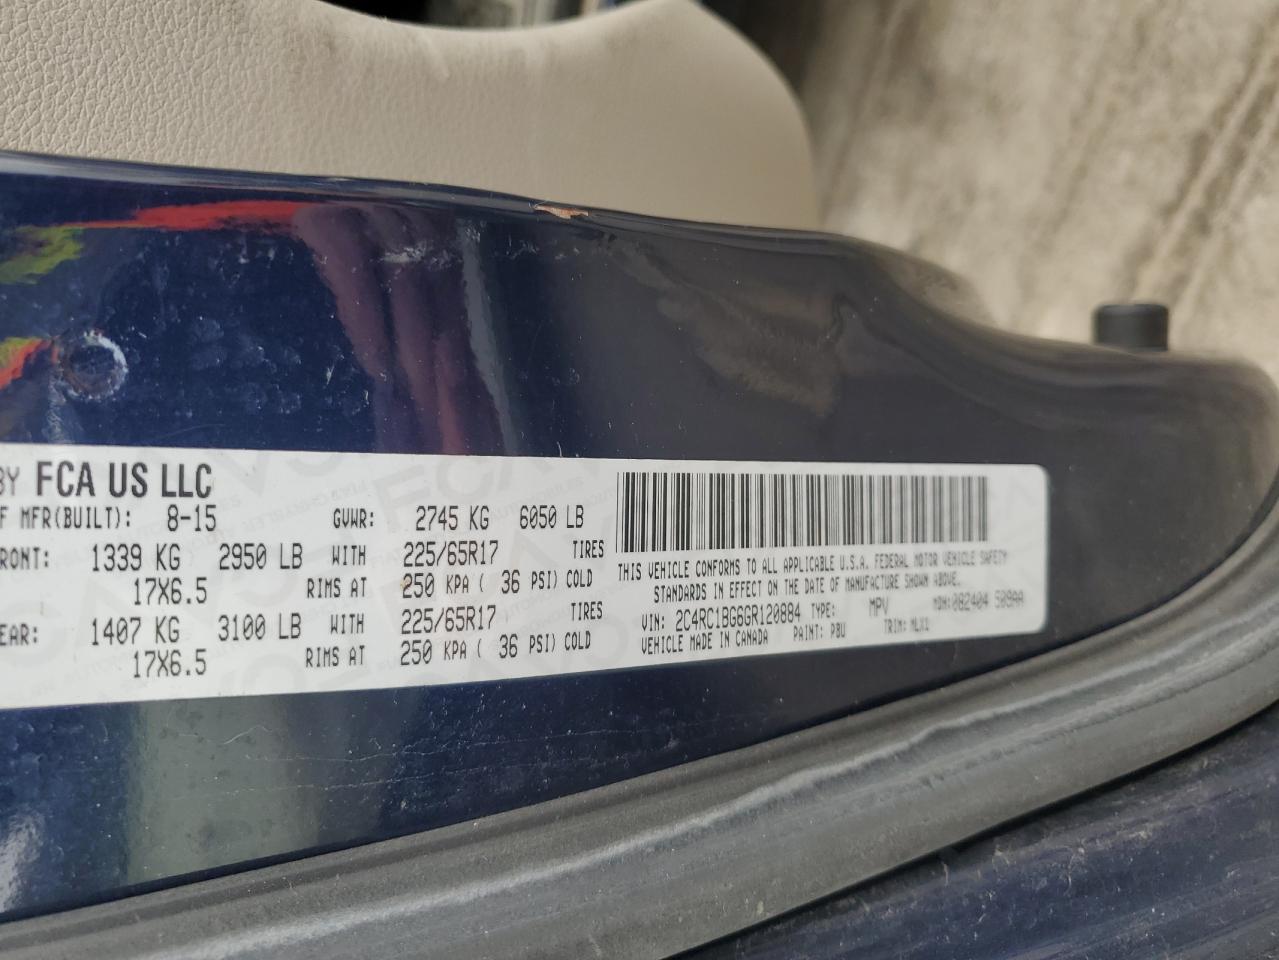 BY FCA US LLC
F MFR(BUILT): 8-15 GVWR: 2745 KG 6050 LB
RONT: 1339 KG 2950 LB WITH 225/65R17 TIRES
17X6.5 RIMS AT 250 KPA ( 36 PSI) COLD
EAR: 1407 KG 3100 LB WITH 225/65R17 TIRES
17X6.5 RIMS AT 250 KPA ( 36 PSI) COLD
THIS VEHICLE CONFORMS TO ALL APPLICABLE U.S.A. FEDERAL MOTOR VEHICLE SAFETY
STANDARDS IN EFFECT ON THE DATE OF MANUFACTURE SHOWN ABOVE.
VIN: 2C4RC1BG6GR120884 TYPE: MPV MDH:082404 509AA
VEHICLE MADE IN CANADA PAINT: PBU TRIM: